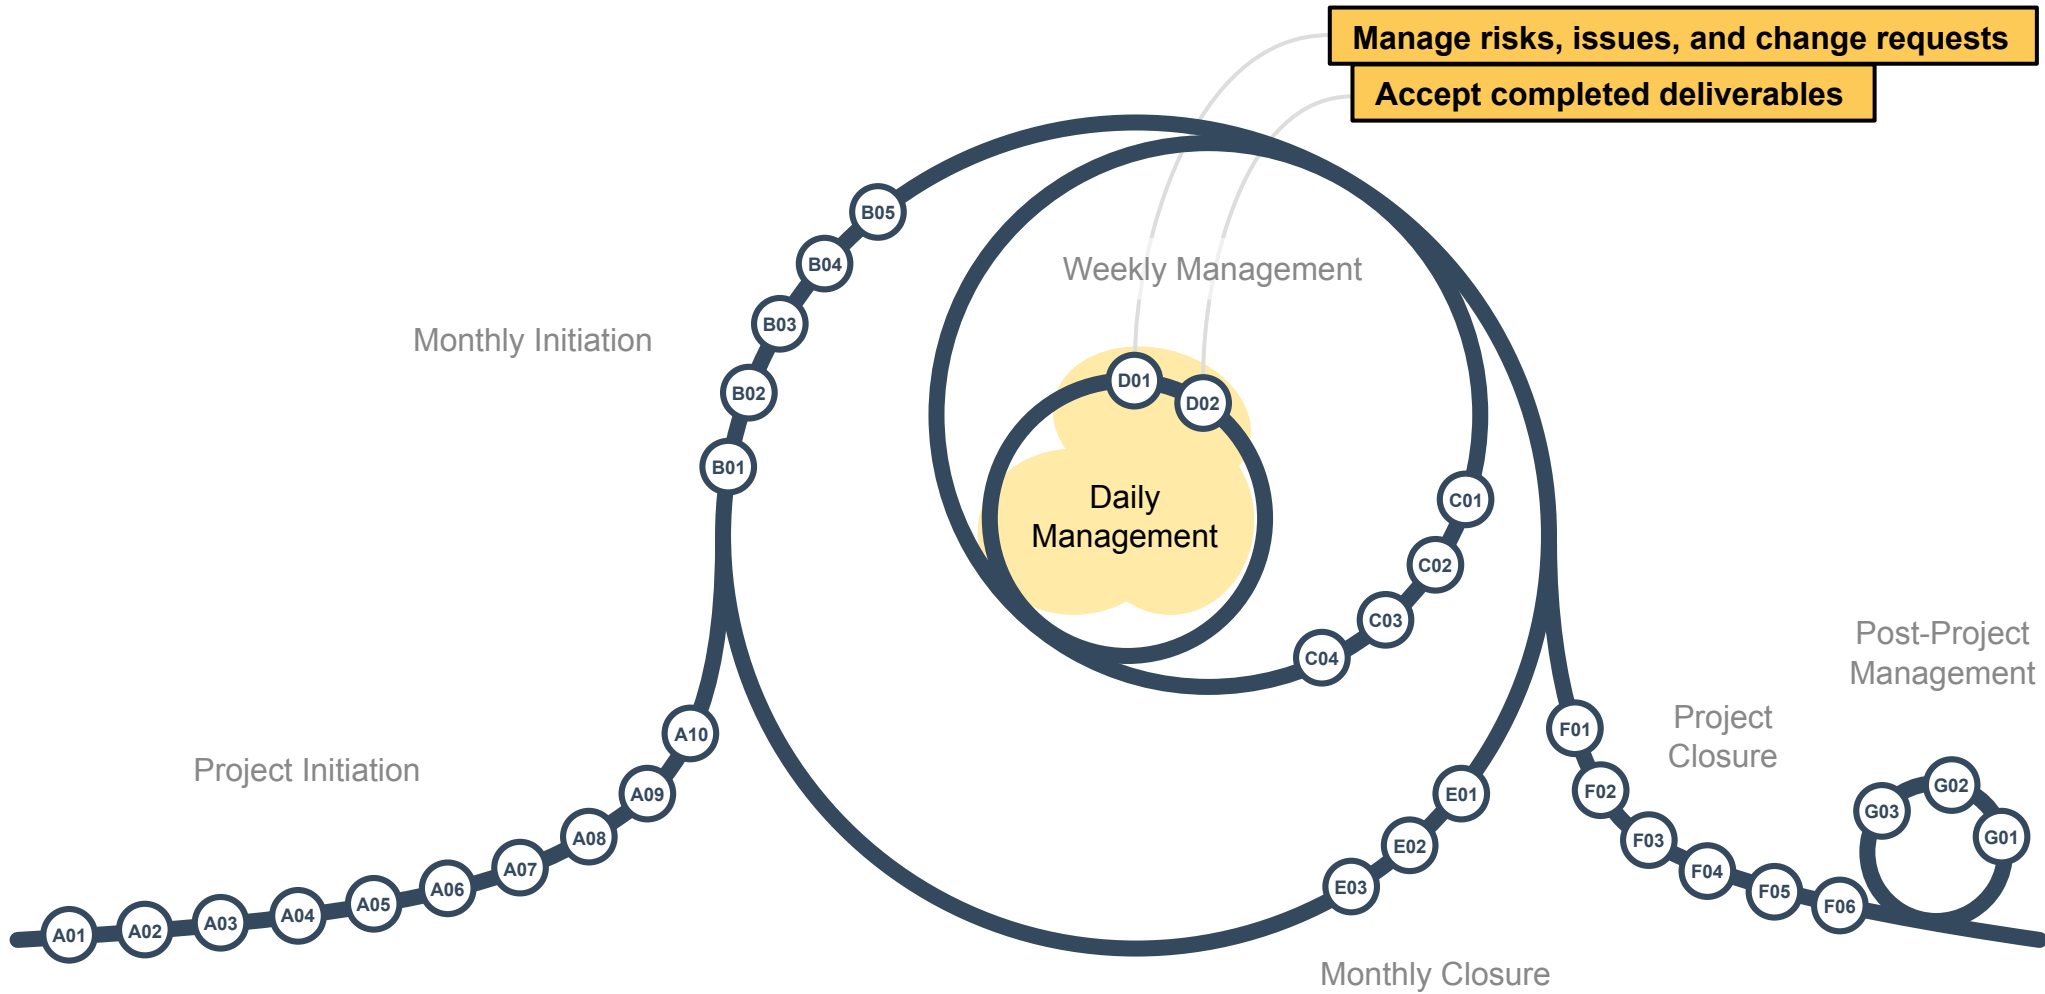 Manage risks, issues, and change requests
Accept completed deliverables
B05
B04
Weekly Management
B03
Monthly Initiation
D01
B02
D02
B01
Daily
Management
C01
C02
C03
C04
Post-Project
Management
A10
F01
Project
Closure
Project Initiation
A09
E01
F02
G02
G03
A08
G01
E02
F03
A07
F04
A06
E03
F05
A05
F06
A04
A03
A02
A01
Monthly Closure